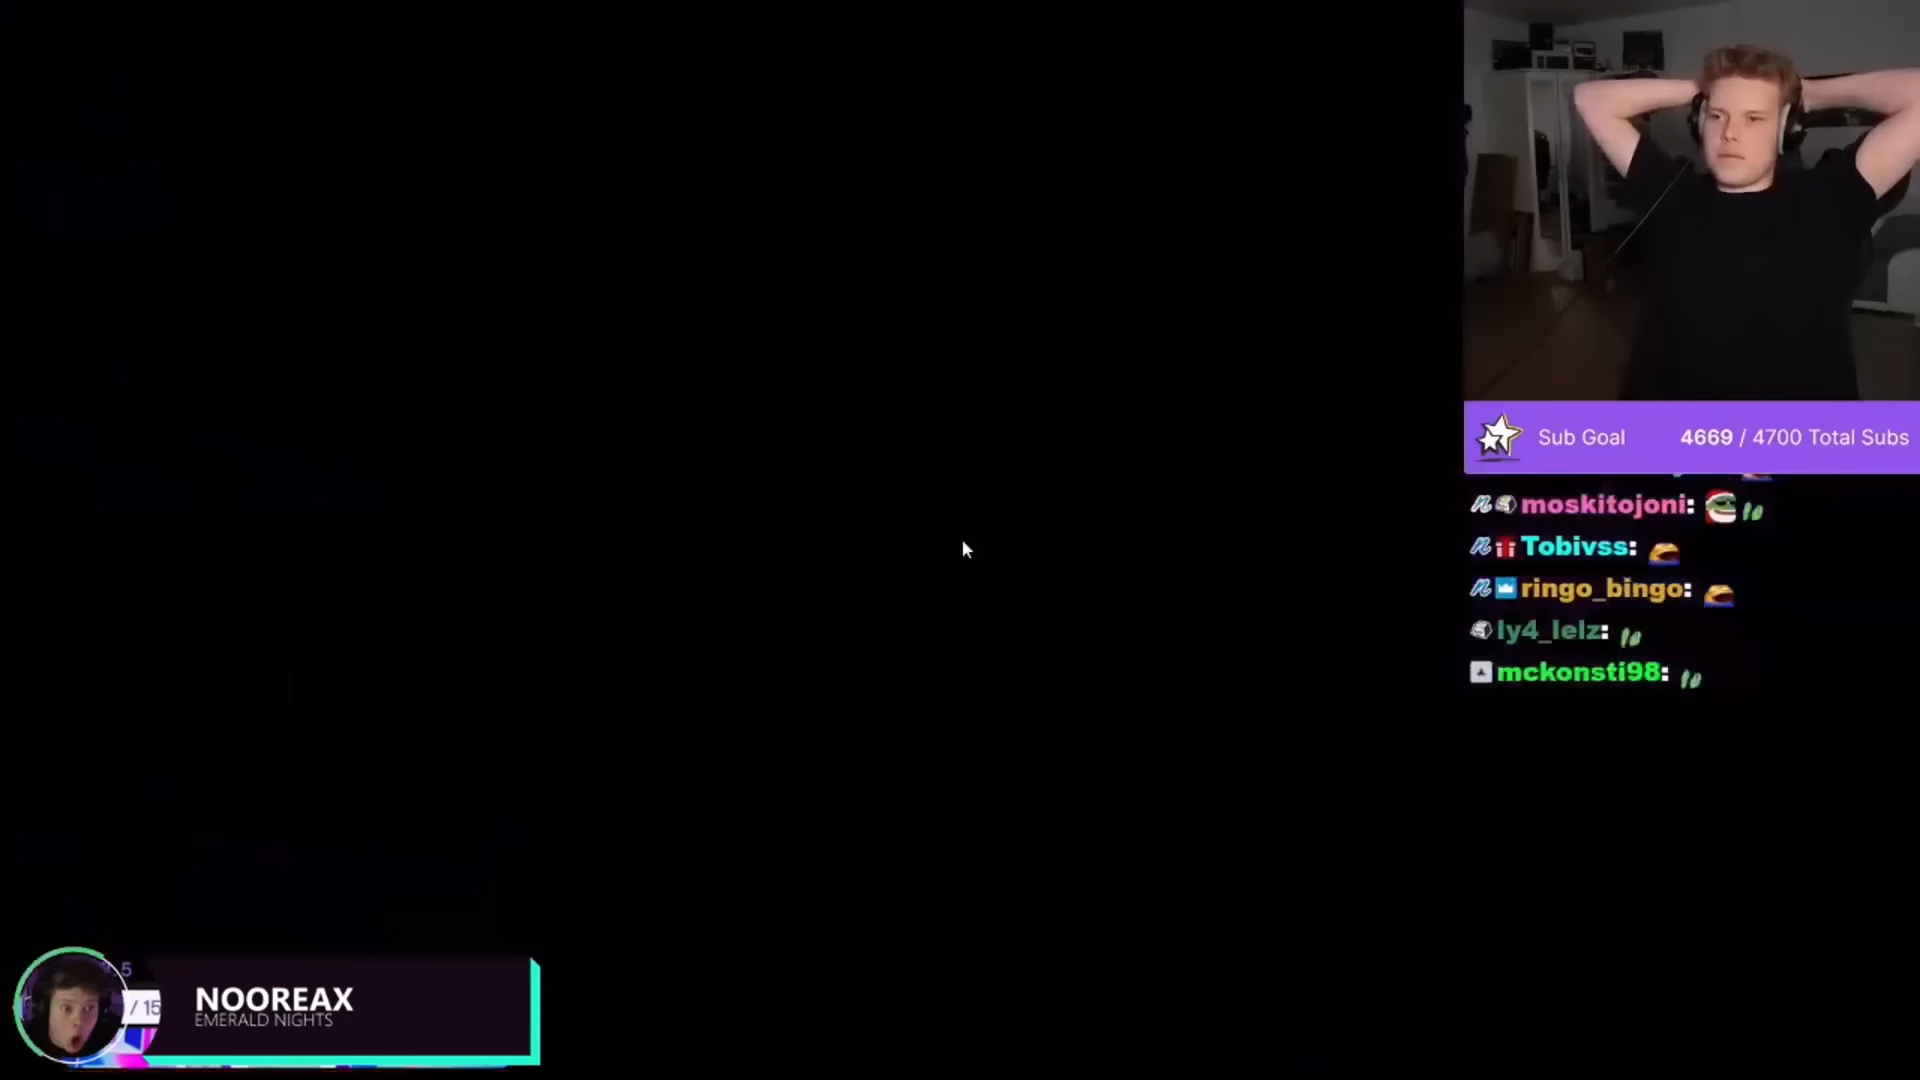 Sub Goal 4669 / 4700 Total Subs
moskitojoni:
Tobivss:
ringo_bingo:
ly4_lelz:
mckonsti98:
/ 15
NOOREAX
EMERALD NIGHTS